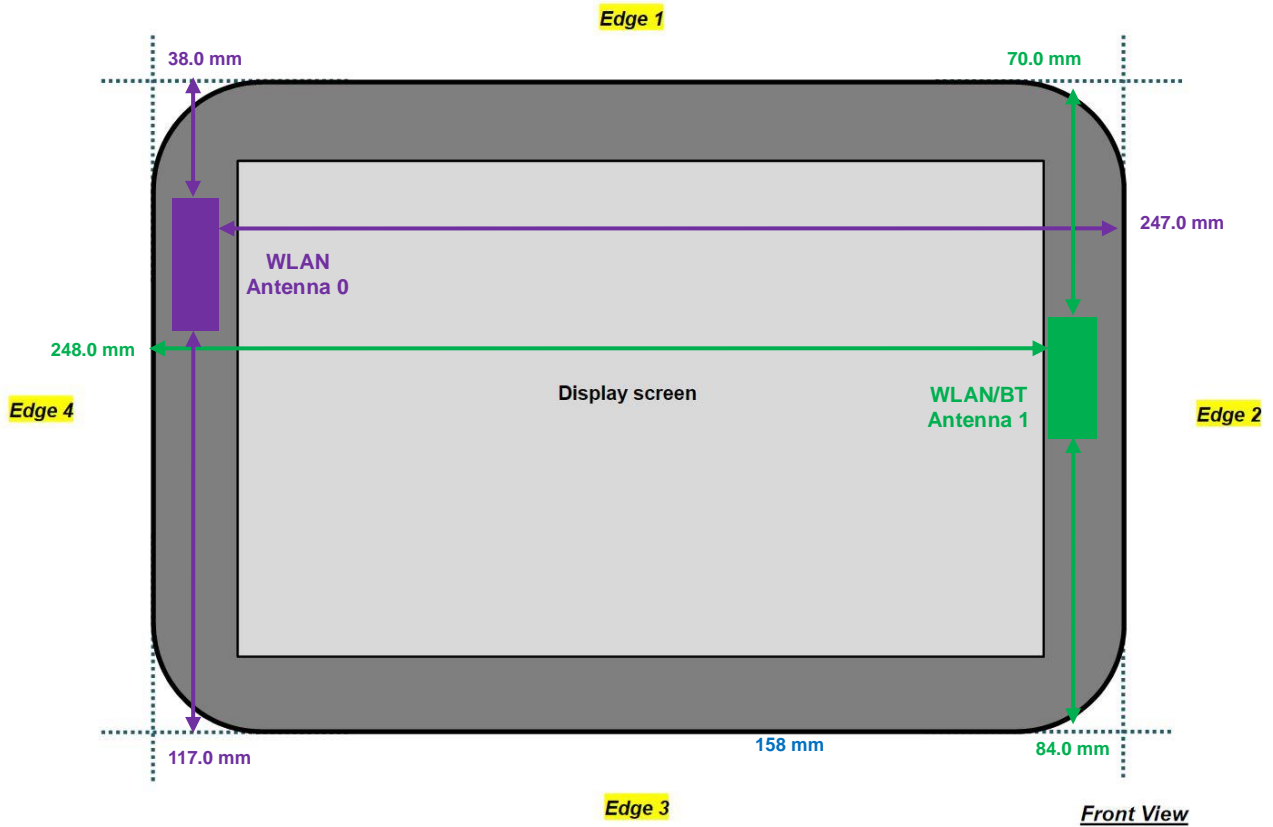 Edge 1
38.0 mm
70.0 mm
247.0 mm
WLAN
Antenna 0
248.0 mm
Display screen
WLAN/BT
Antenna 1
Edge 4
Edge 2
117.0 mm
158 mm
84.0 mm
Edge 3
Front View